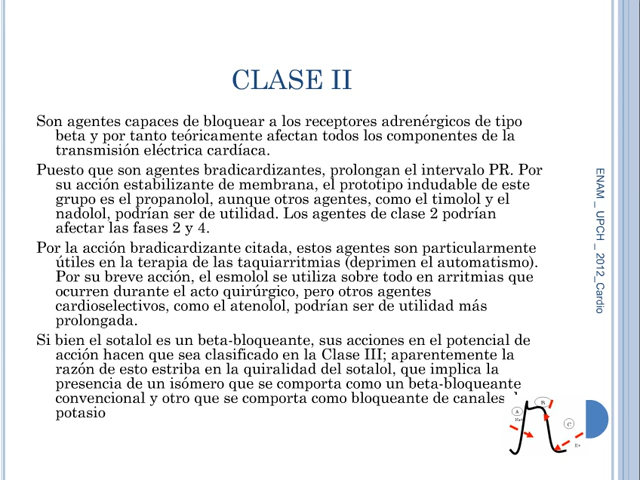 CLASE II
Son agentes capaces de bloquear a los receptores adrenérgicos de tipo
beta y por tanto teóricamente afectan todos los componentes de la
transmisión eléctrica cardíaca.
Puesto que son agentes bradicardizantes, prolongan el intervalo PR. Por
su acción estabilizante de membrana, el prototipo indudable de este
grupo es el propanolol, aunque otros agentes, como el timolol y el
nadolol, podrían ser de utilidad. Los agentes de clase 2 podrían
afectar las fases 2 y 4.
Por la acción bradicardizante citada, estos agentes son particularmente
útiles en la terapia de las taquiarritmias (deprimen el automatismo).
Por su breve acción, el esmolol se utiliza sobre todo en arritmias que
ocurren durante el acto quirúrgico, pero otros agentes
cardioselectivos, como el atenolol, podrían ser de utilidad más
prolongada.
Si bien el sotalol es un beta-bloqueante, sus acciones en el potencial de
acción hacen que sea clasificado en la Clase III; aparentemente la
razón de esto estriba en la quiralidad del sotalol, que implica la
presencia de un isómero que se comporta como un beta-bloqueante
convencional y otro que se comporta como bloqueante de canales
potasio
ENAM _ UPCH _ 2012_Cardio
A
B
C